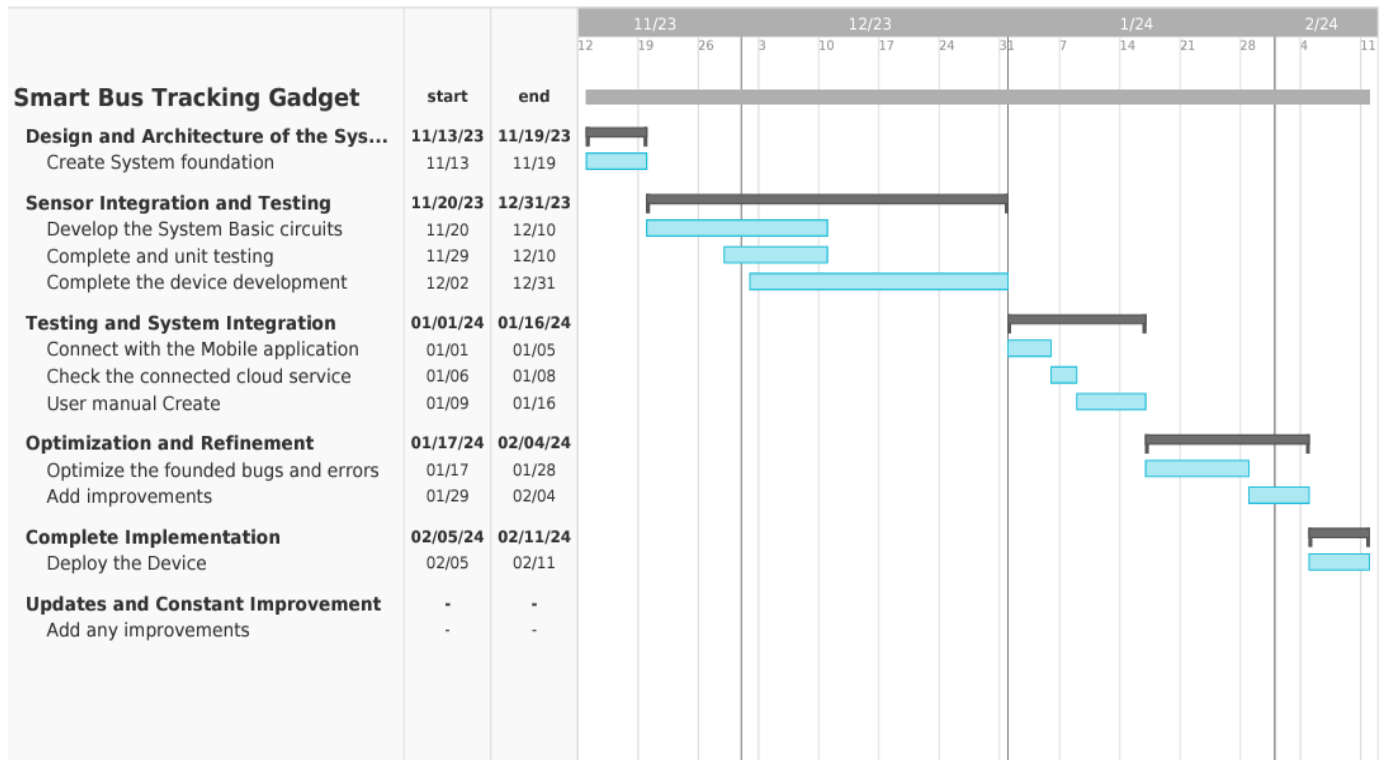 11/23 12/23 1/24 2/24
12 19 26 3 10 17 24 31 7 14 21 28 4 11
Smart Bus Tracking Gadget start end
Design and Architecture of the Sys... 11/13/23 11/19/23
Create System foundation 11/13 11/19
Sensor Integration and Testing 11/20/23 12/31/23
Develop the System Basic circuits 11/20 12/10
Complete and unit testing 11/29 12/10
Complete the device development 12/02 12/31
Testing and System Integration 01/01/24 01/16/24
Connect with the Mobile application 01/01 01/05
Check the connected cloud service 01/06 01/08
User manual Create 01/09 01/16
Optimization and Refinement 01/17/24 02/04/24
Optimize the founded bugs and errors 01/17 01/28
Add improvements 01/29 02/04
Complete Implementation 02/05/24 02/11/24
Deploy the Device 02/05 02/11
Updates and Constant Improvement - -
Add any improvements - -